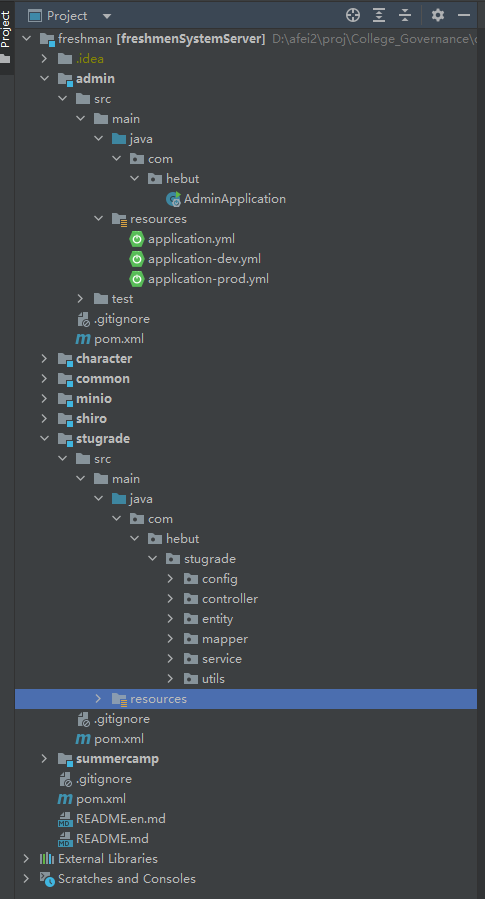 Project
Project
freshman [freshmenSystemServer] D:\afei2\proj\College_Governance\
.idea
admin
src
main
java
com
hebut
AdminApplication
resources
application.yml
application-dev.yml
application-prod.yml
test
.gitignore
pom.xml
character
common
minio
shiro
stugrade
src
main
java
com
hebut
stugrade
config
controller
entity
mapper
service
utils
resources
.gitignore
pom.xml
summercamp
.gitignore
pom.xml
README.en.md
README.md
External Libraries
Scratches and Consoles